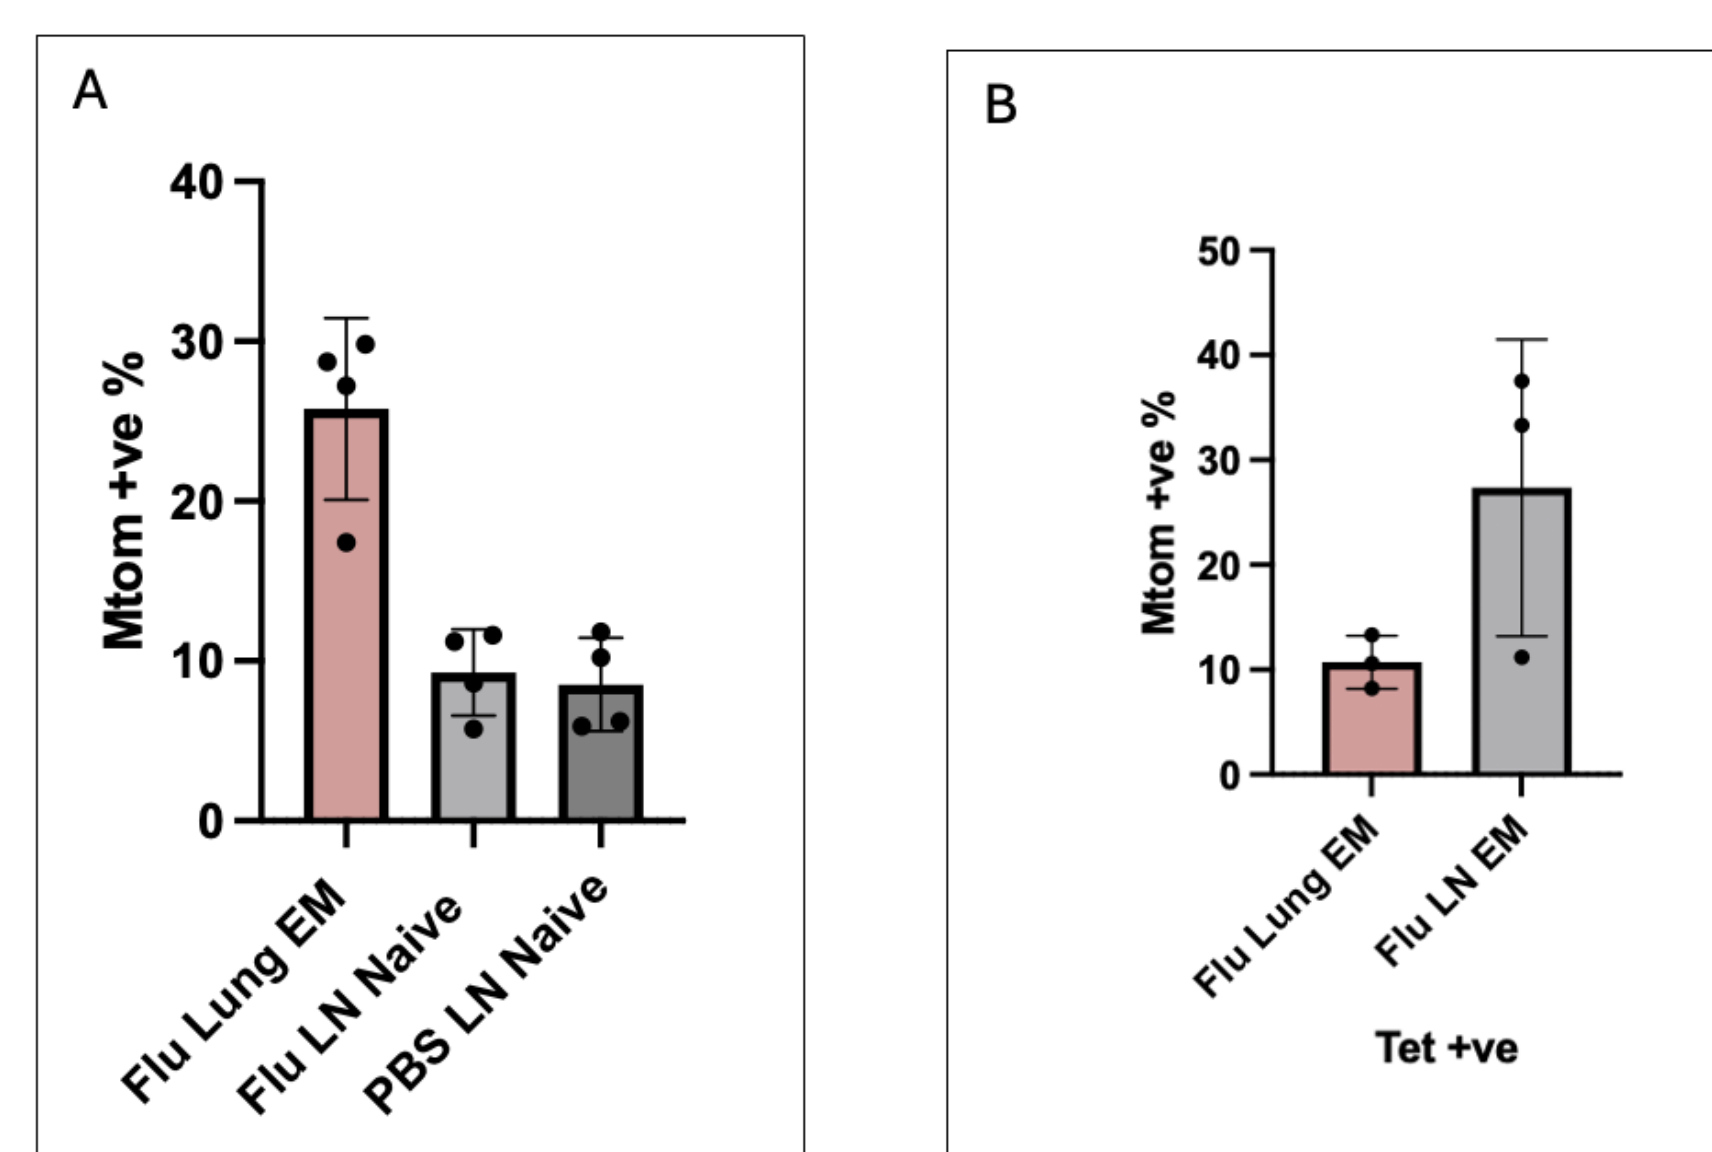 A
40
30
20
10
0
Mtom +ve %
Flu Lung EM
Flu LN Naive
PBS LN Naive
B
50
40
30
20
10
0
Mtom +ve %
Flu Lung EM
Flu LN EM
Tet +ve